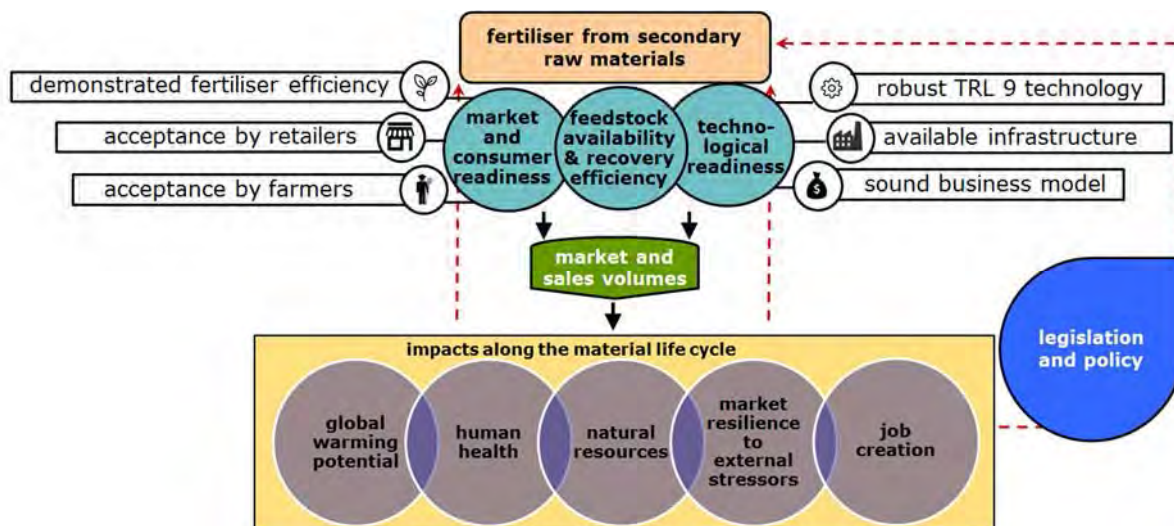 fertiliser from secondary
raw materials
demonstrated fertiliser efficiency
acceptance by retailers
acceptance by farmers
market
and
consumer
readiness
feedstock
availability
& recovery
efficiency
techno-
logical
readiness
robust TRL 9 technology
available infrastructure
sound business model
$
market and
sales volumes
legislation
and policy
impacts along the material life cycle
global
warming
potential
human
health
natural
resources
market
resilience
to
external
stressors
job
creation